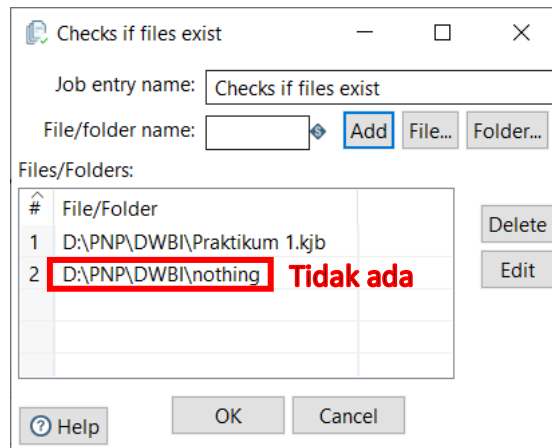 Checks if files exist
Job entry name: Checks if files exist
File/folder name: Add File... Folder...
Files/Folders:
# File/Folder
1 D:\PNP\DWBI\Praktikum 1.kjb
Delete
2 D:\PNP\DWBI\nothing Tidak ada
Edit
Help OK Cancel